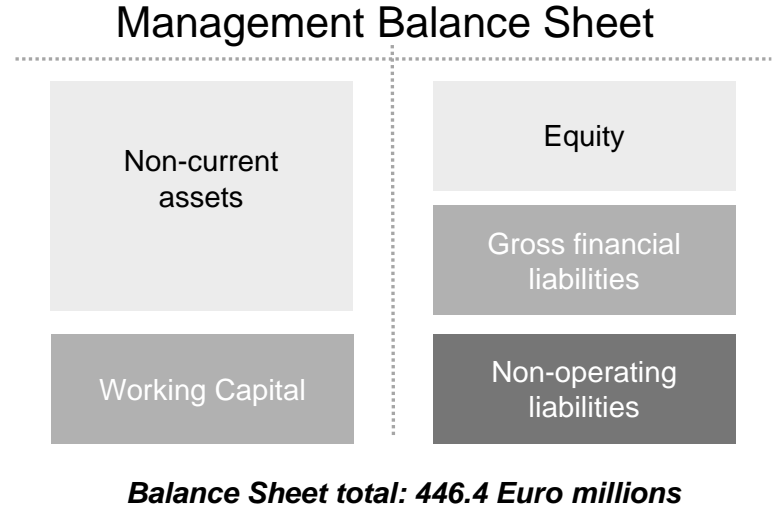 Management Balance Sheet
Non-current
assets
Working Capital
Equity
Gross financial
liabilities
Non-operating
liabilities
Balance Sheet total: 446.4 Euro millions